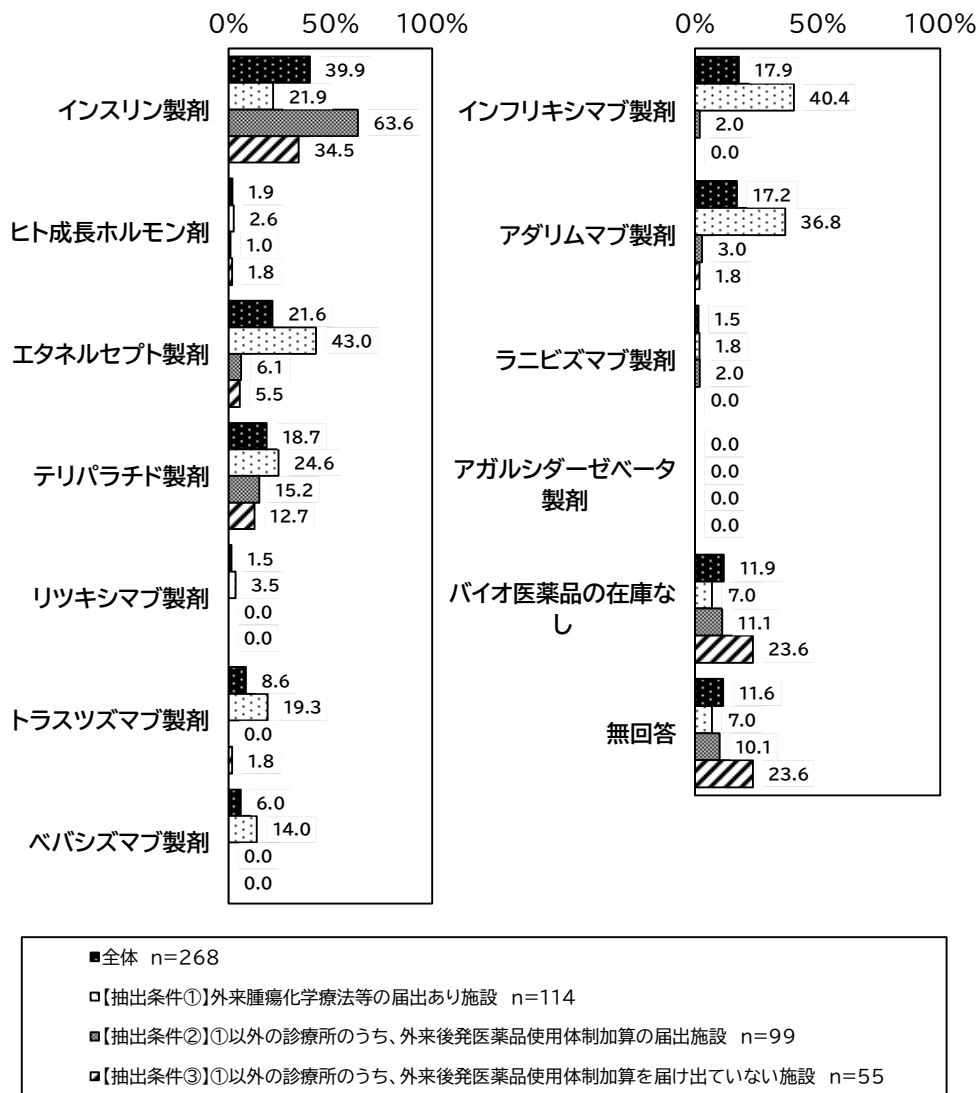 0% 50% 100%
インスリン製剤
39.9
21.9
63.6
34.5
ヒト成長ホルモン剤
1.9
2.6
1.0
1.8
エタネルセプト製剤
21.6
43.0
6.1
5.5
テリパラチド製剤
18.7
24.6
15.2
12.7
リツキシマブ製剤
1.5
3.5
0.0
0.0
トラスツズマブ製剤
8.6
19.3
0.0
1.8
ベバシズマブ製剤
6.0
14.0
0.0
0.0
0% 50% 100%
インフリキシマブ製剤
17.9
40.4
2.0
0.0
アダリムマブ製剤
17.2
36.8
3.0
1.8
ラニビズマブ製剤
1.5
1.8
2.0
0.0
アガルシダーゼベータ
製剤
0.0
0.0
0.0
0.0
バイオ医薬品の在庫な
し
11.9
7.0
11.1
23.6
無回答
11.6
7.0
10.1
23.6
全体 n=268
【抽出条件①】外来腫瘍化学療法等の届出あり施設 n=114
【抽出条件②】①以外の診療所のうち、外来後発医薬品使用体制加算の届出施設 n=99
【抽出条件③】①以外の診療所のうち、外来後発医薬品使用体制加算を届け出ていない施設 n=55